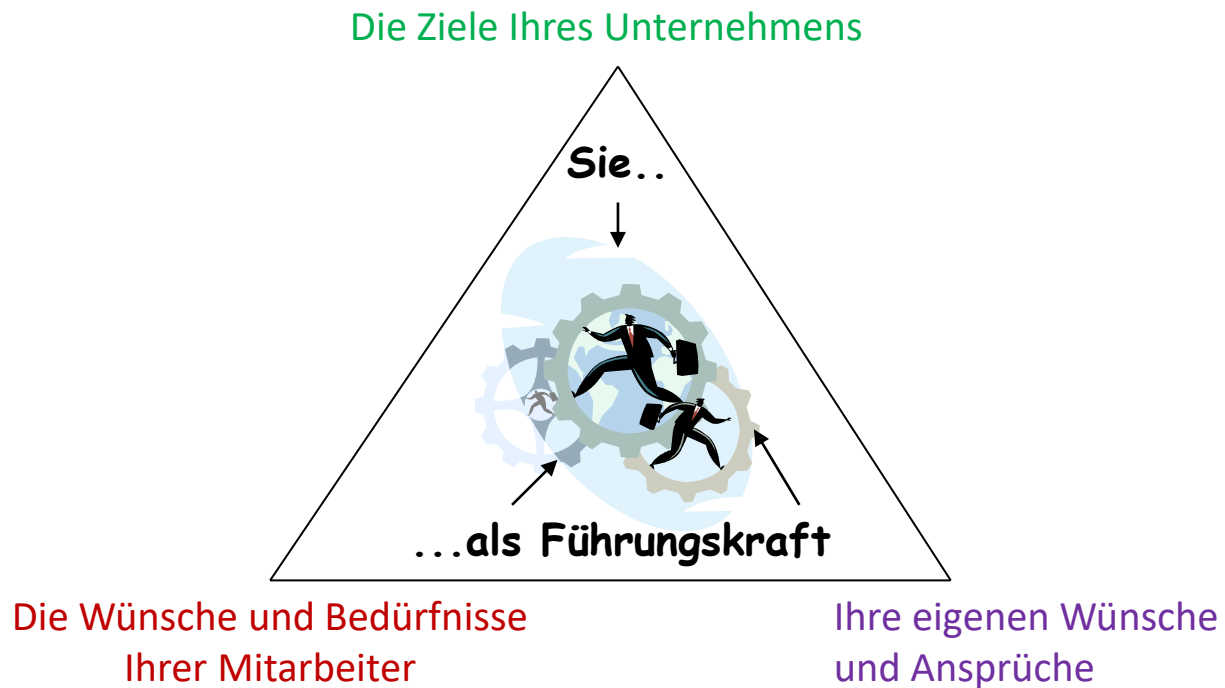 Die Ziele Ihres Unternehmens
Sie..
...als Führungskraft
Die Wünsche und Bedürfnisse
Ihrer Mitarbeiter
Ihre eigenen Wünsche
und Ansprüche